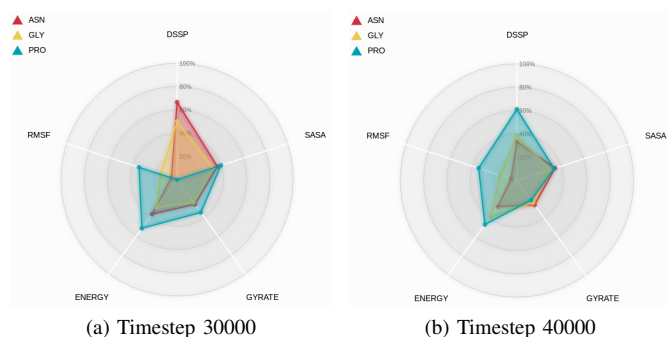 ASN
GLY
PRO
DSSP
100%
80%
60%
40%
20%
SASA
RMSF
ENERGY
GYRATE
(a) Timestep 30000
ASN
GLY
PRO
DSSP
100%
80%
60%
40%
20%
SASA
RMSF
ENERGY
GYRATE
(b) Timestep 40000